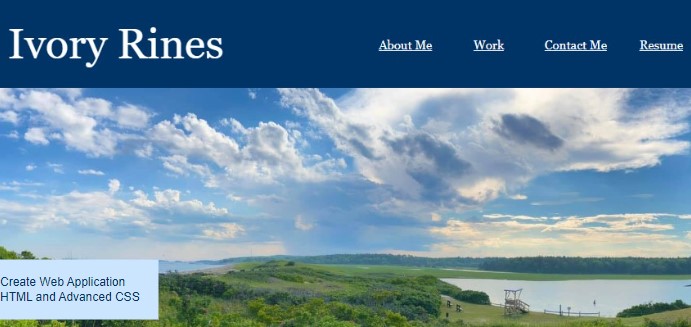 Ivory Rines
About Me Work Contact Me Resume
Create Web Application
HTML and Advanced CSS